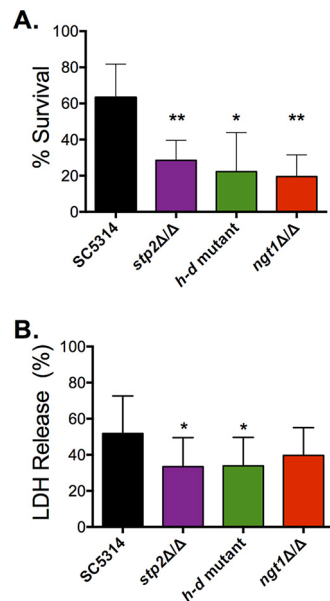 A.
% Survival
100
80
60
40
20
0
**
*
**
SC5314
stp2Δ/Δ
h-d mutant
ngt1Δ/Δ
B.
LDH Release (%)
100
80
60
40
20
0
*
*
SC5314
stp2Δ/Δ
h-d mutant
ngt1Δ/Δ